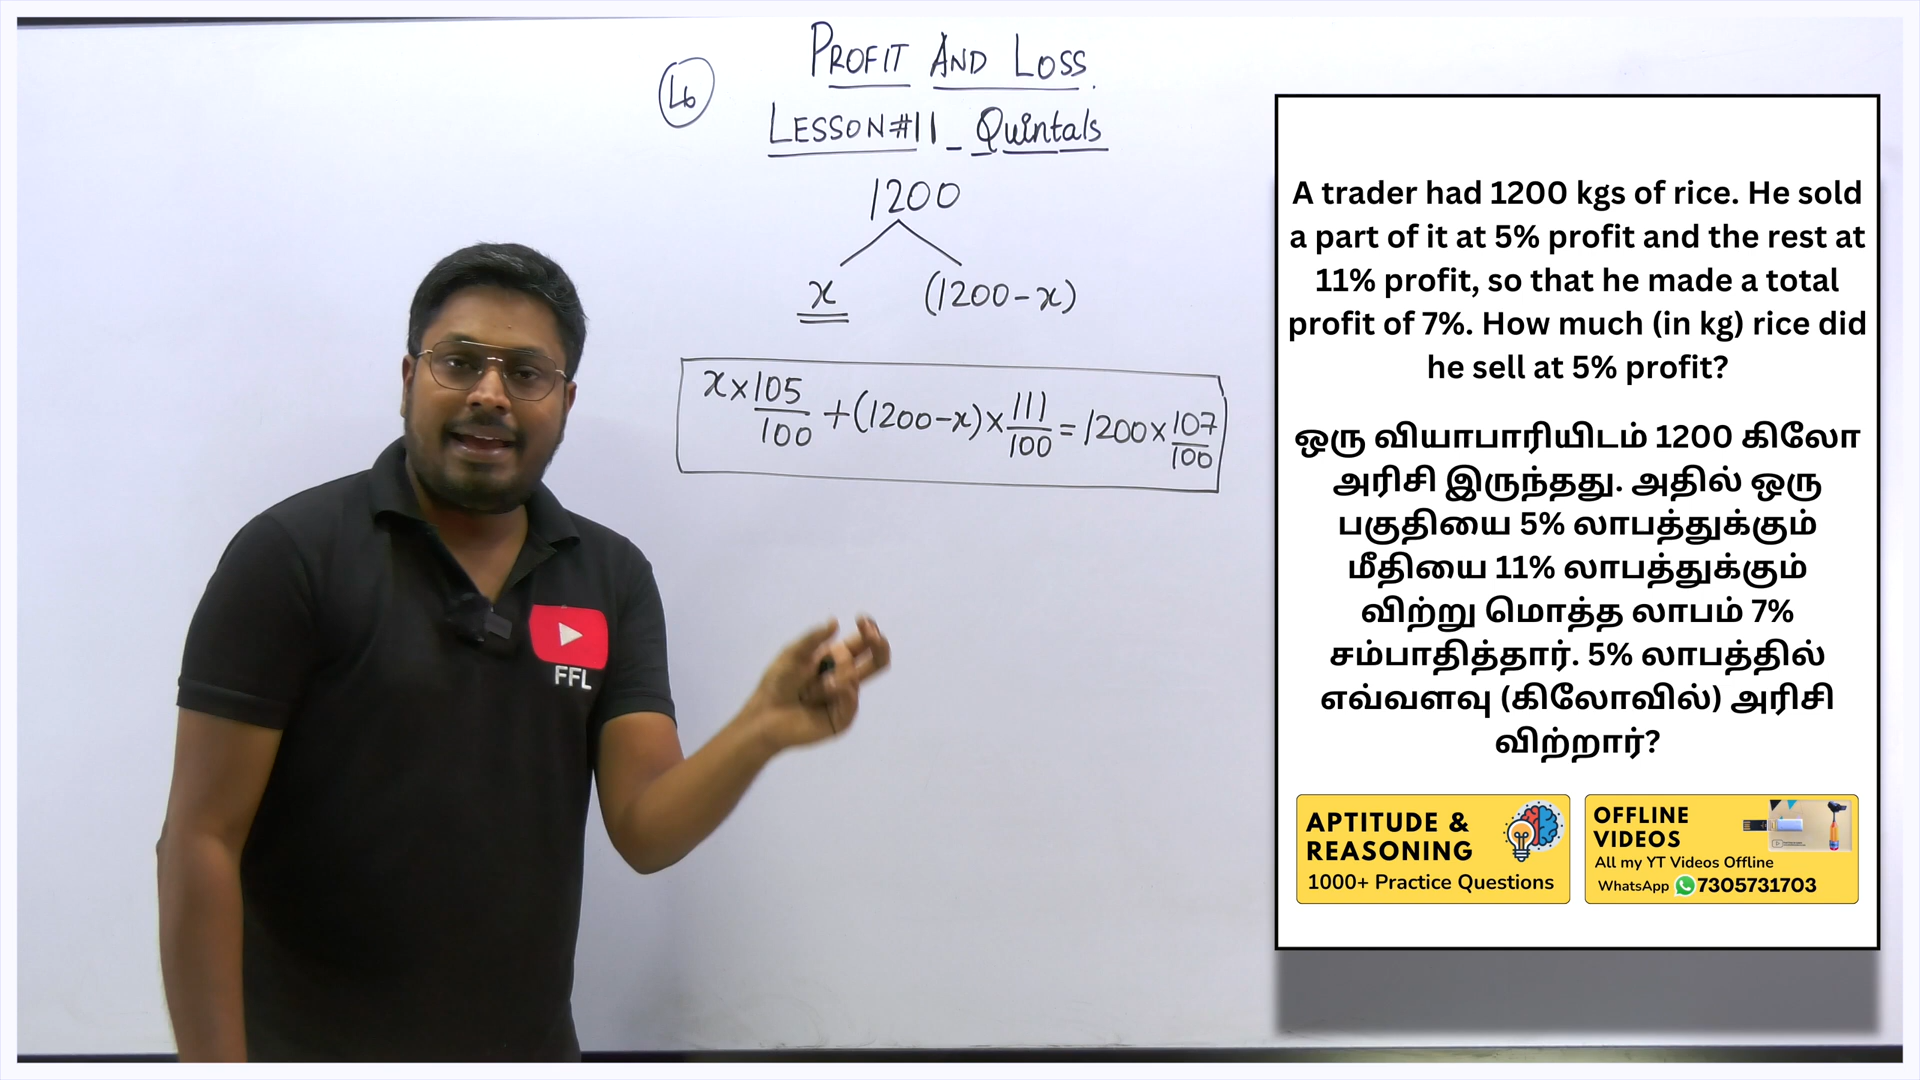 PROFIT AND LOSS.
L6
LESSON#11_Quintals
1200
x (1200-x)
x×105/100 +(1200-x)×111/100=1200×107/100
FFL
A trader had 1200 kgs of rice. He sold
a part of it at 5% profit and the rest at
11% profit, so that he made a total
profit of 7%. How much (in kg) rice did
he sell at 5% profit?
ஒரு வியாபாரியிடம் 1200 கிலோ
அரிசி இருந்தது. அதில் ஒரு
பகுதியை 5% லாபத்துக்கும்
மீதியை 11% லாபத்துக்கும்
விற்று மொத்த லாபம் 7%
சம்பாதித்தார். 5% லாபத்தில்
எவ்வளவு (கிலோவில்) அரிசி
விற்றார்?
APTITUDE &
REASONING
1000+ Practice Questions
OFFLINE
VIDEOS
All my YT Videos Offline
WhatsApp 7305731703